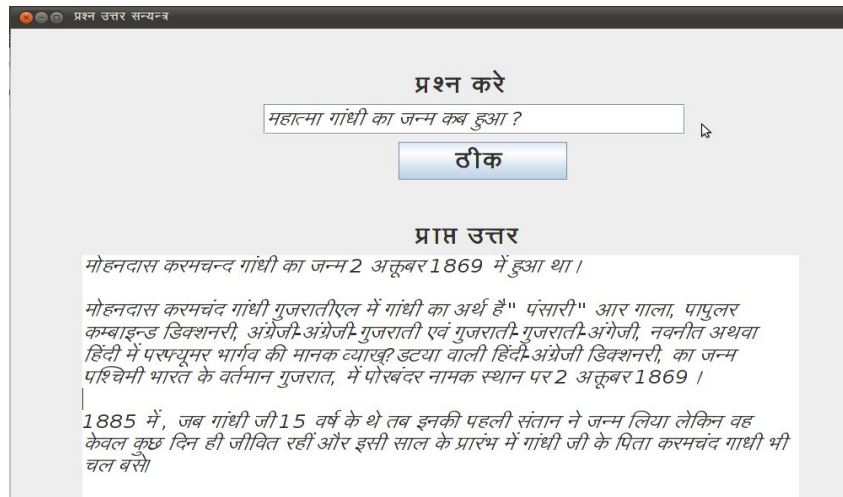 प्रश्न उत्तर सन्यन्त्र
प्रश्न करे
महात्मा गांधी का जन्म कब हुआ ?
ठीक
प्राप्त उत्तर
मोहनदास करमचन्द गांधी का जन्म 2 अक्तूबर 1869 में हुआ था।
मोहनदास करमचंद गांधी गुजरातीएल में गांधी का अर्थ है" पंसारी" आर गाला, पापुलर
कम्बाइन्ड डिक्शनरी, अंग्रेजी-अंग्रेजी-गुजराती एवं गुजराती-गुजराती-अंगेजी, नवनीत अथवा
हिंदी में परफ्यूमर भार्गव की मानक व्याख्?डटया वाली हिंदी-अंग्रेजी डिक्शनरी, का जन्म
पश्चिमी भारत के वर्तमान गुजरात, में पोरबंदर नामक स्थान पर 2 अक्तूबर 1869 ।
1885 में, जब गांधी जी 15 वर्ष के थे तब इनकी पहली संतान ने जन्म लिया लेकिन वह
केवल कुछ दिन ही जीवित रहीं और इसी साल के प्रारंभ में गांधी जी के पिता करमचंद गाधी भी
चल बसे।